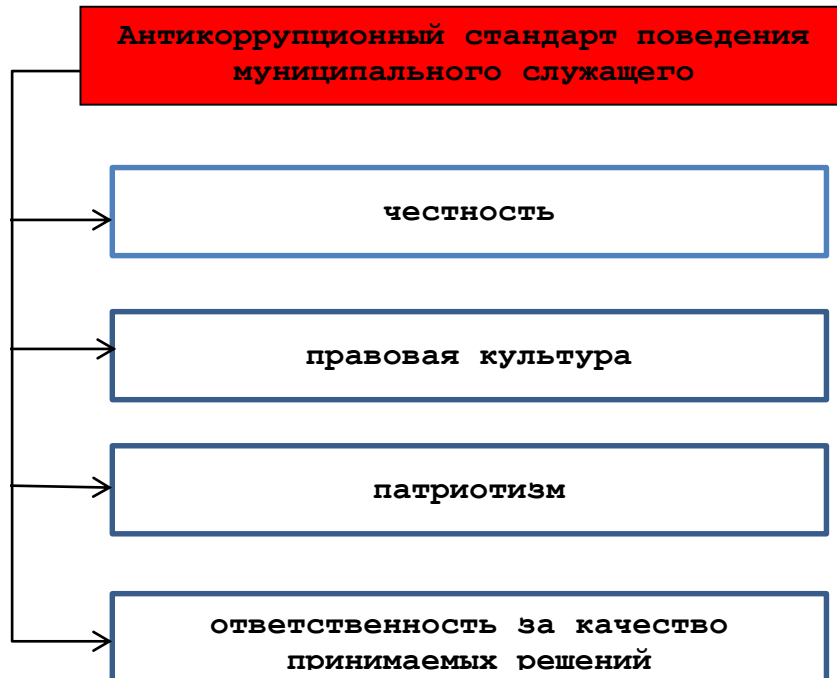 Антикоррупционный стандарт поведения
муниципального служащего
честность
правовая культура
патриотизм
ответственность за качество
принимаемых решений